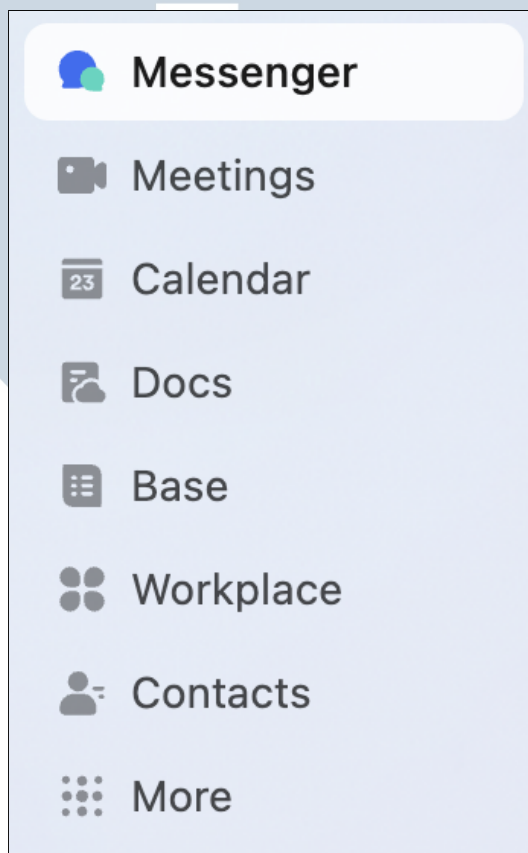 Messenger
Meetings
23
Calendar
Docs
Base
Workplace
Contacts
More